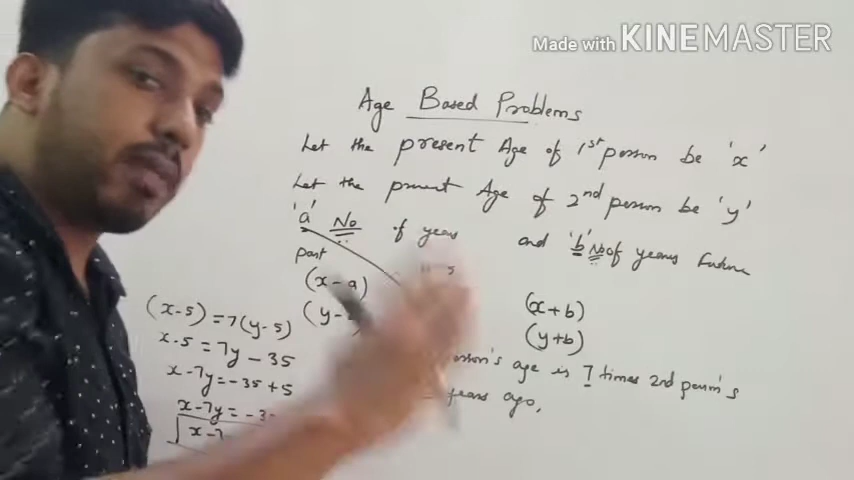 Made with KINEMASTER
Age Based Problems
Let the present Age of 1st person be 'x'
Let the present Age of 2nd person be 'y'
'a' No of years and 'b' No of years Future
past
(x-a) (x+b)
(y- (y+b)
(x-5) = 7(y-5)
x-5 = 7y - 35
x-7y = -35+5
x-7y = -3
x-7
age is 7 times 2nd person's
years ago,